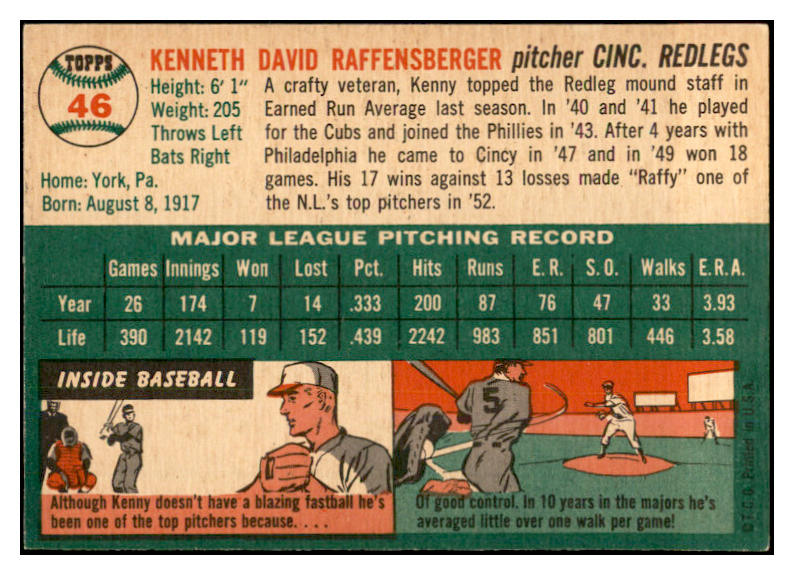 TOPPS
46
KENNETH DAVID RAFFENSBERGER pitcher CINC. REDLEGS
Height: 6' 1"
Weight: 205
Throws Left
Bats Right
Home: York, Pa.
Born: August 8, 1917
A crafty veteran, Kenny topped the Redleg mound staff in
Earned Run Average last season. In '40 and '41 he played
for the Cubs and joined the Phillies in '43. After 4 years with
Philadelphia he came to Cincy in '47 and in '49 won 18
games. His 17 wins against 13 losses made "Raffy" one of
the N.L.'s top pitchers in '52.
MAJOR LEAGUE PITCHING RECORD
Games Innings Won Lost Pct. Hits Runs E. R. S. O. Walks E.R.A.
Year 26 174 7 14 .333 200 87 76 47 33 3.93
Life 390 2142 119 152 .439 2242 983 851 801 446 3.58
INSIDE BASEBALL
Although Kenny doesn't have a blazing fastball he's
been one of the top pitchers because. . . .
5
Of good control. In 10 years in the majors he's
averaged little over one walk per game!
© T. C. G. Printed in U.S.A.